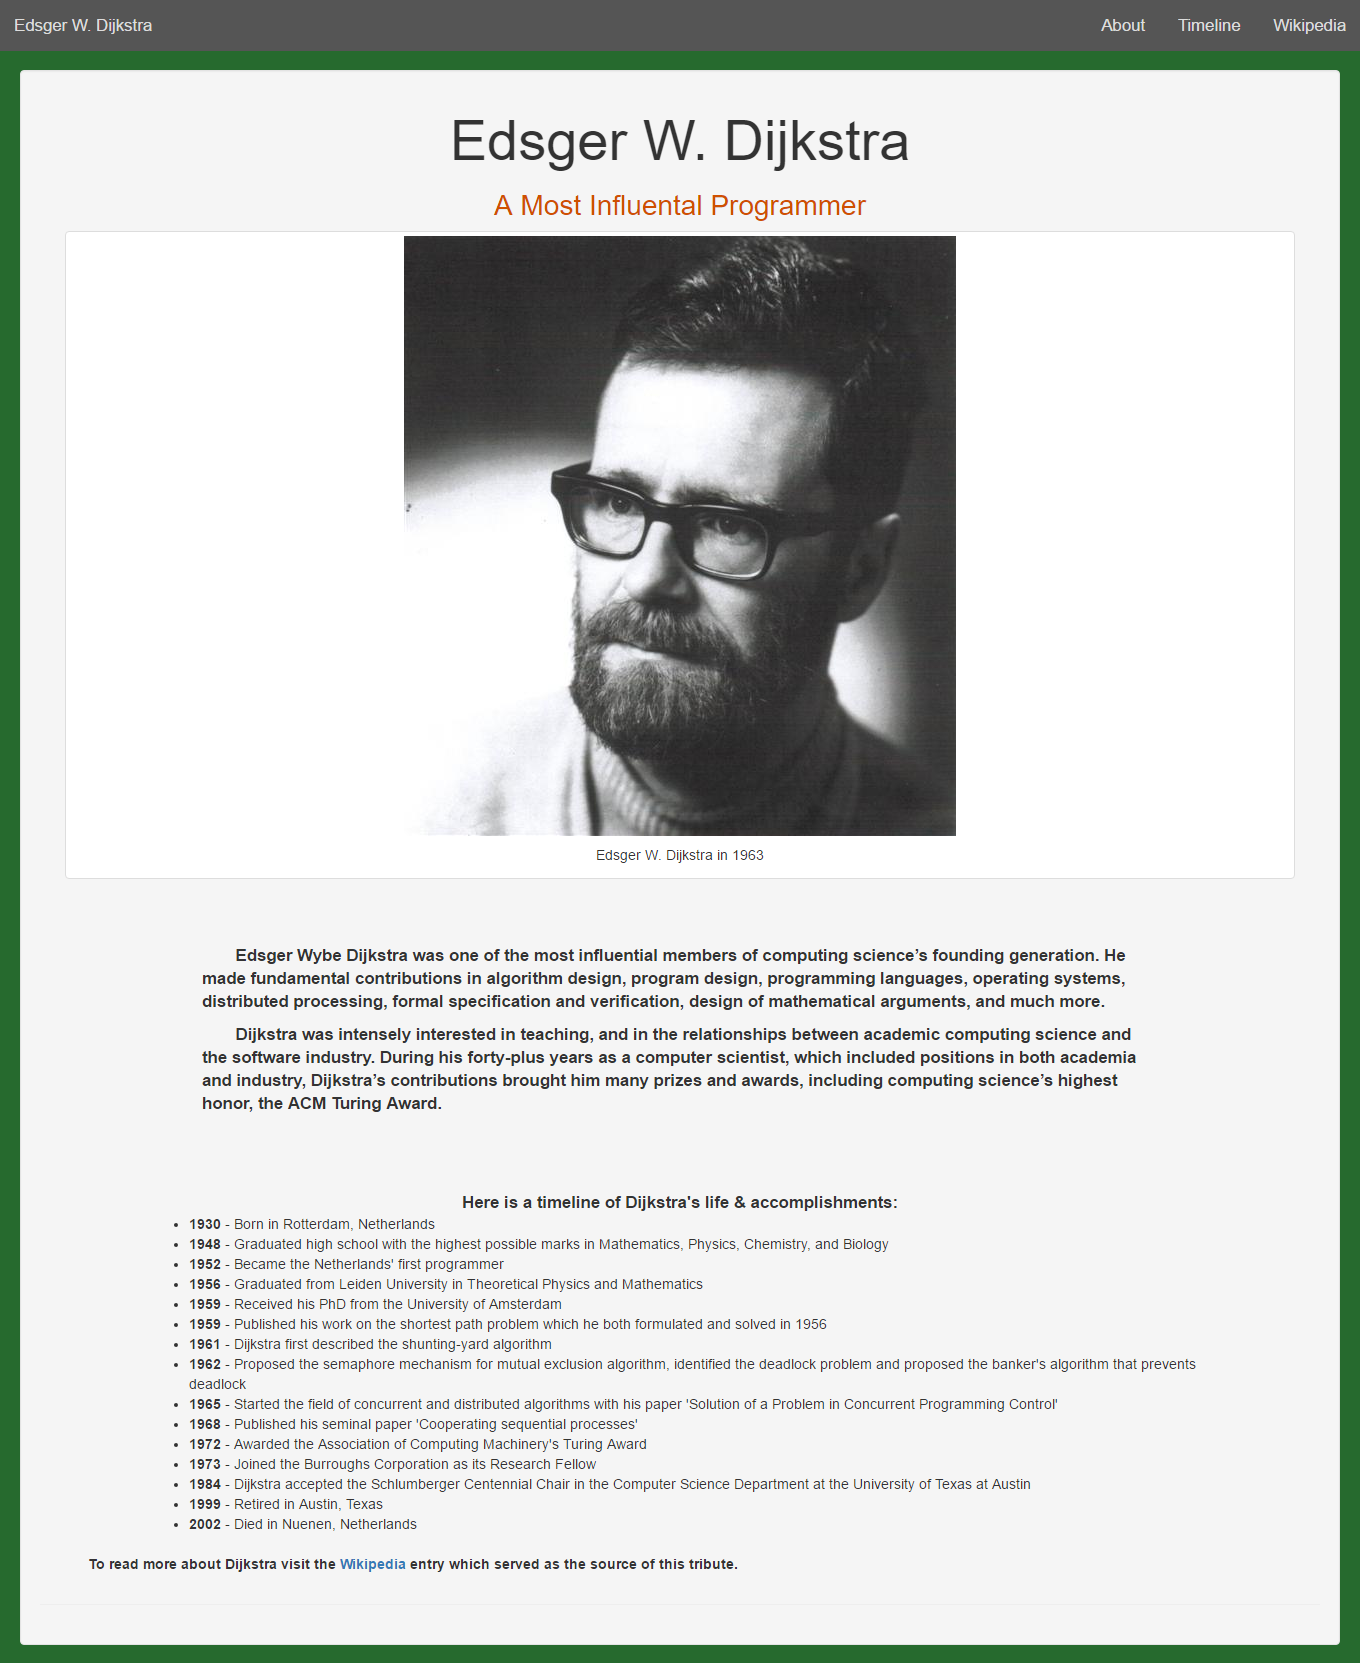 Edsger W. Dijkstra
About
Timeline
Wikipedia
Edsger W. Dijkstra
A Most Influental Programmer
Edsger W. Dijkstra in 1963
Edsger Wybe Dijkstra was one of the most influential members of computing science’s founding generation. He
made fundamental contributions in algorithm design, program design, programming languages, operating systems,
distributed processing, formal specification and verification, design of mathematical arguments, and much more.
Dijkstra was intensely interested in teaching, and in the relationships between academic computing science and
the software industry. During his forty-plus years as a computer scientist, which included positions in both academia
and industry, Dijkstra’s contributions brought him many prizes and awards, including computing science’s highest
honor, the ACM Turing Award.
Here is a timeline of Dijkstra's life & accomplishments:
• 1930 - Born in Rotterdam, Netherlands
• 1948 - Graduated high school with the highest possible marks in Mathematics, Physics, Chemistry, and Biology
• 1952 - Became the Netherlands' first programmer
• 1956 - Graduated from Leiden University in Theoretical Physics and Mathematics
• 1959 - Received his PhD from the University of Amsterdam
• 1959 - Published his work on the shortest path problem which he both formulated and solved in 1956
• 1961 - Dijkstra first described the shunting-yard algorithm
• 1962 - Proposed the semaphore mechanism for mutual exclusion algorithm, identified the deadlock problem and proposed the banker's algorithm that prevents
deadlock
• 1965 - Started the field of concurrent and distributed algorithms with his paper 'Solution of a Problem in Concurrent Programming Control'
• 1968 - Published his seminal paper 'Cooperating sequential processes'
• 1972 - Awarded the Association of Computing Machinery's Turing Award
• 1973 - Joined the Burroughs Corporation as its Research Fellow
• 1984 - Dijkstra accepted the Schlumberger Centennial Chair in the Computer Science Department at the University of Texas at Austin
• 1999 - Retired in Austin, Texas
• 2002 - Died in Nuenen, Netherlands
To read more about Dijkstra visit the Wikipedia entry which served as the source of this tribute.